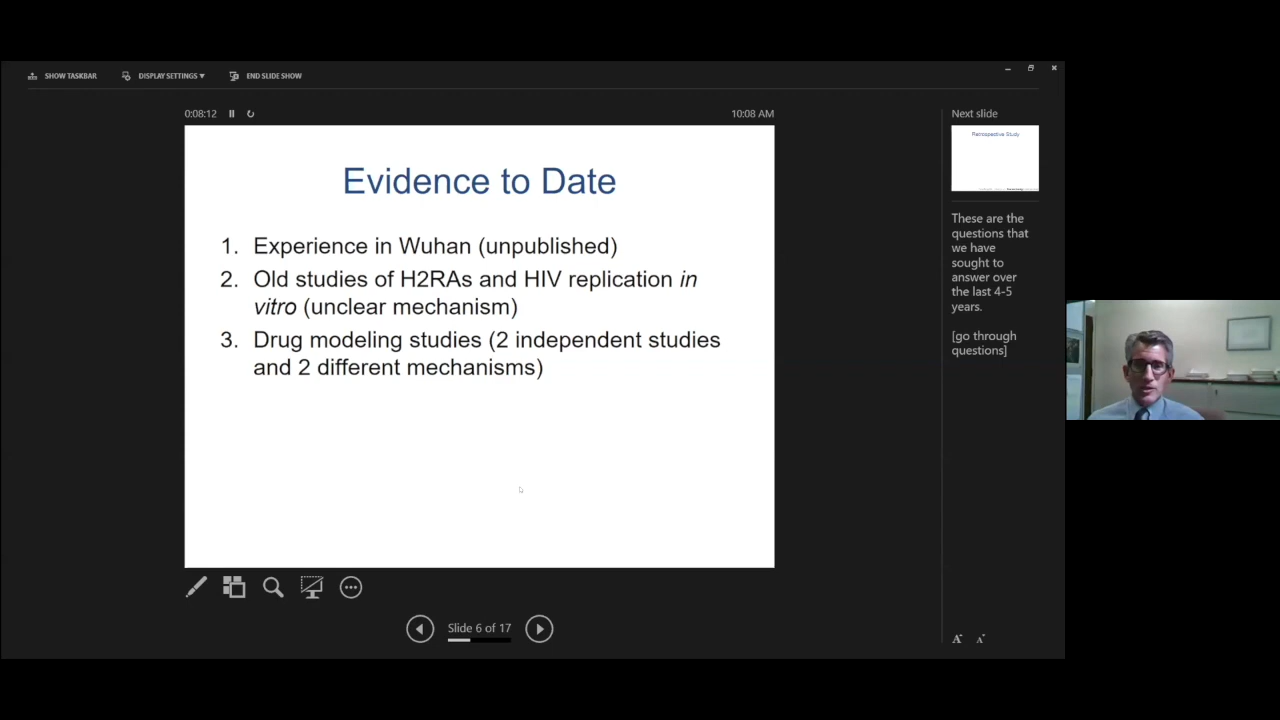 SHOW TASKBAR
DISPLAY SETTINGS ▼
END SLIDE SHOW
0:08:12
10:08 AM
Evidence to Date
1. Experience in Wuhan (unpublished)
2. Old studies of H2RAs and HIV replication in
vitro (unclear mechanism)
3. Drug modeling studies (2 independent studies
and 2 different mechanisms)
Slide 6 of 17
Next slide
Retrospective Study
These are the
questions that
we have
sought to
answer over
the last 4-5
years.
[go through
questions]
A A